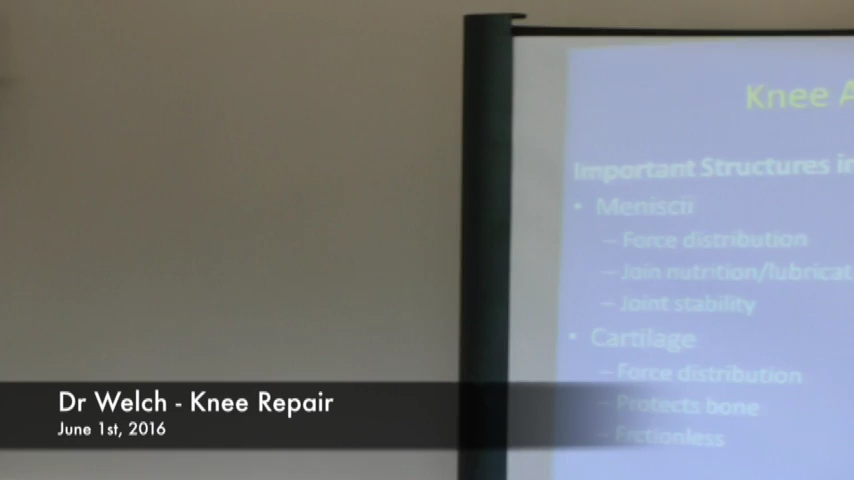 Knee A
Important Structures in
• Meniscii
– Force distribution
– Join nutrition/lubricat
– Joint stability
• Cartilage
– Force distribution
– Protects bone
– Frctionless
Dr Welch - Knee Repair
June 1st, 2016